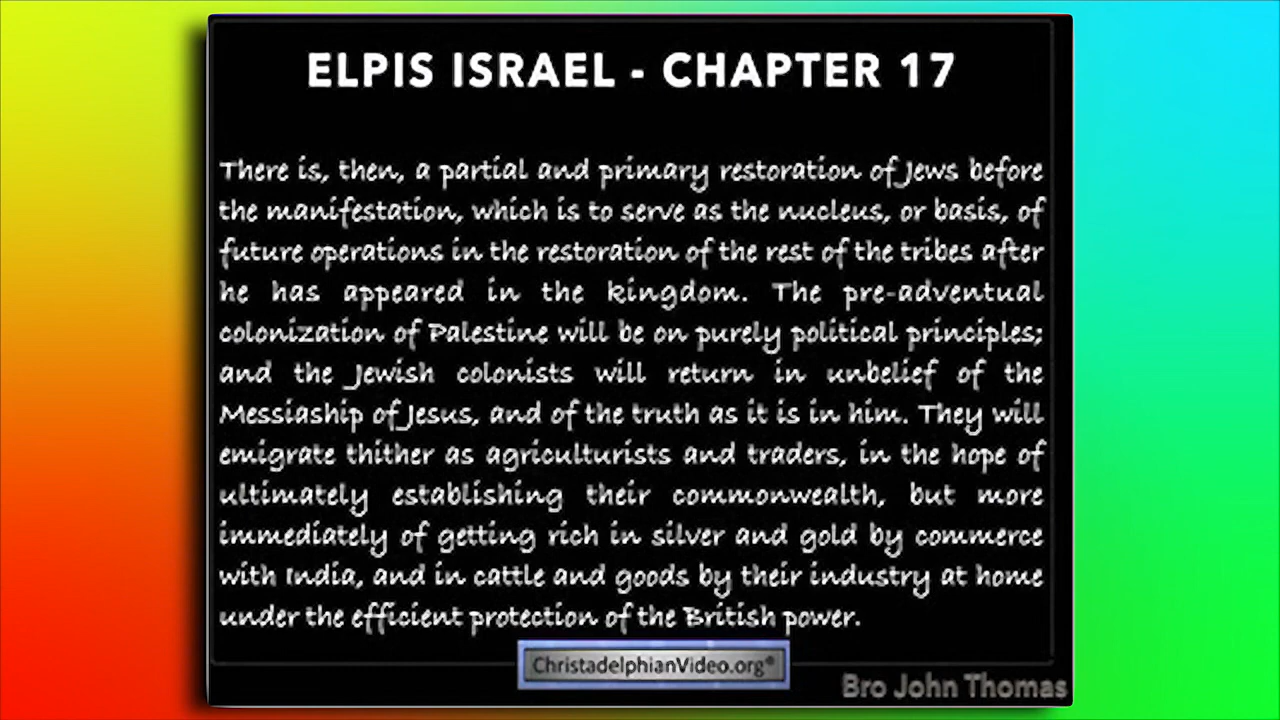 ELPIS ISRAEL - CHAPTER 17
There is, then, a partial and primary restoration of Jews before
the manifestation, which is to serve as the nucleus, or basis, of
future operations in the restoration of the rest of the tribes after
he has appeared in the kingdom. The pre-adventual
colonization of Palestine will be on purely political principles;
and the Jewish colonists will return in unbelief of the
Messiaship of Jesus, and of the truth as it is in him. They will
emigrate thither as agriculturists and traders, in the hope of
ultimately establishing their commonwealth, but more
immediately of getting rich in silver and gold by commerce
with India, and in cattle and goods by their industry at home
under the efficient protection of the British power.
ChristadelphianVideo.org®
Bro John Thomas